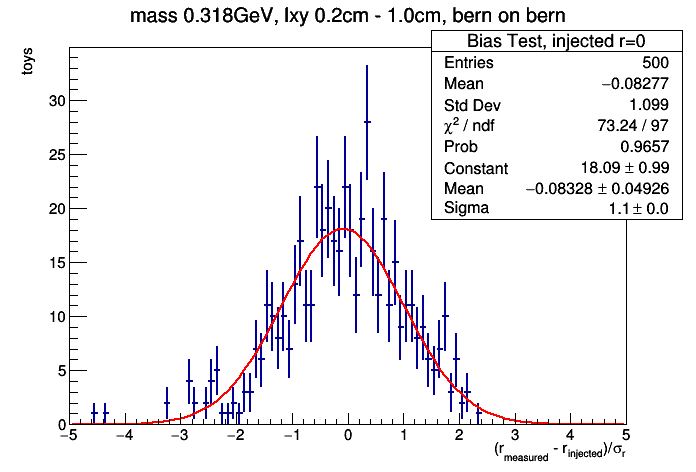 mass 0.318GeV, lxy 0.2cm - 1.0cm, bern on bern
Bias Test, injected r=0
Entries 500
Mean −0.08277
Std Dev 1.099
χ² / ndf 73.24 / 97
Prob 0.9657
Constant 18.09 ± 0.99
Mean −0.08328 ± 0.04926
Sigma 1.1 ± 0.0
toys
30
25
20
15
10
5
0
−5 −4 −3 −2 −1 0 1 2 3 4 5
(r_measured - r_injected)/σ_r